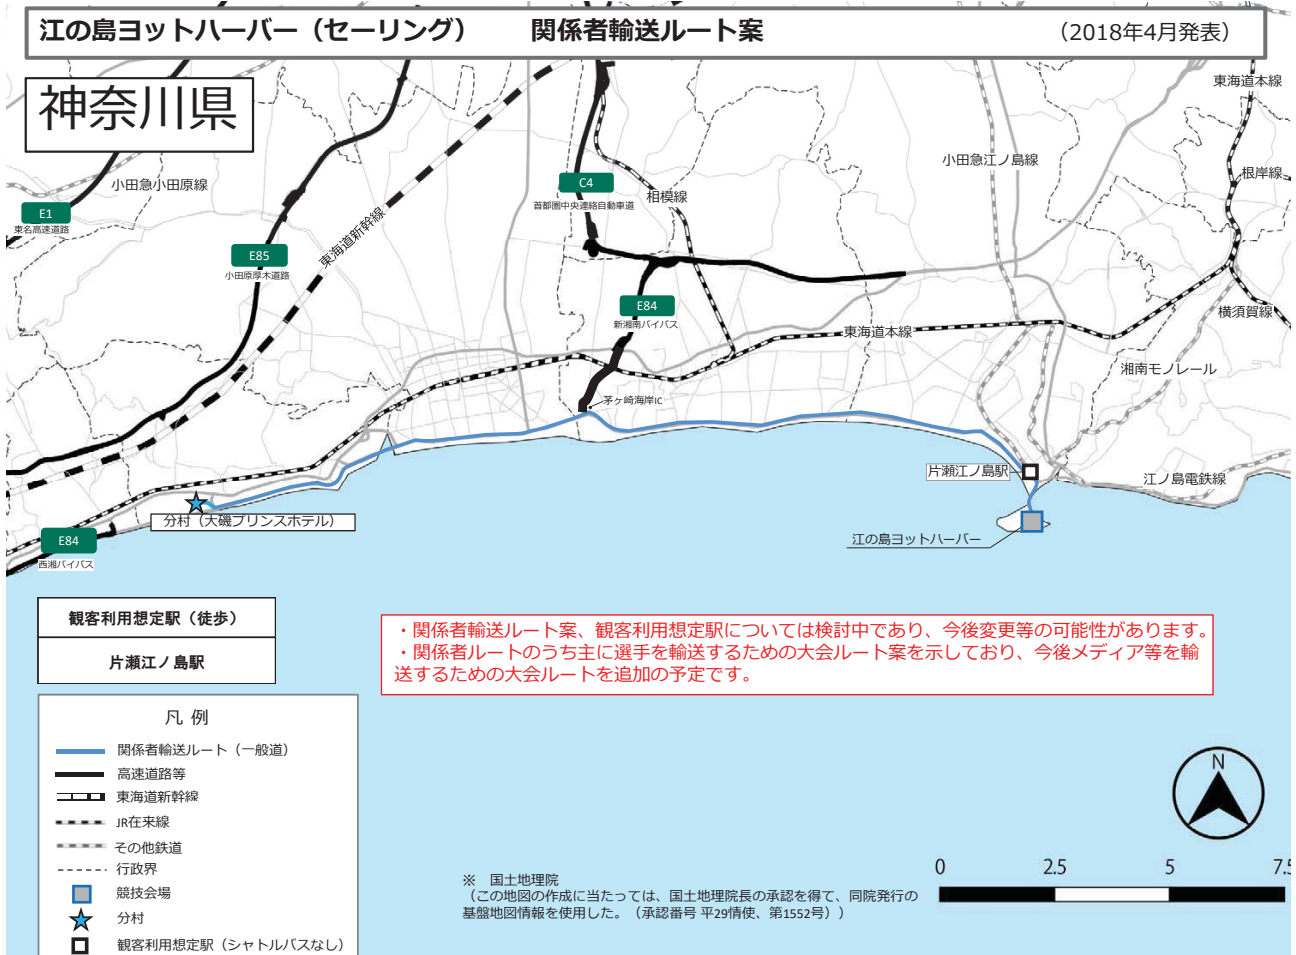 江の島ヨットハーバー（セーリング）　　関係者輸送ルート案　　（2018年4月発表）
神奈川県
東海道本線
小田急江ノ島線
根岸線
小田急小田原線
C4
首都圏中央連絡自動車道
相模線
E1
東名高速道路
東海道新幹線
E85
小田原厚木道路
E84
新湘南バイパス
横須賀線
東海道本線
湘南モノレール
茅ヶ崎海岸IC
片瀬江ノ島駅
江ノ島電鉄線
分村（大磯プリンスホテル）
江の島ヨットハーバー
E84
西湘バイパス
観客利用想定駅（徒歩）
片瀬江ノ島駅
・関係者輸送ルート案、観客利用想定駅については検討中であり、今後変更等の可能性があります。
・関係者ルートのうち主に選手を輸送するための大会ルート案を示しており、今後メディア等を輸
送するための大会ルートを追加の予定です。
凡 例
関係者輸送ルート（一般道）
高速道路等
東海道新幹線
JR在来線
その他鉄道
行政界
競技会場
分村
観客利用想定駅（シャトルバスなし）
N
0 2.5 5 7.5
※　国土地理院
（この地図の作成に当たっては、国土地理院長の承認を得て、同院発行の
基盤地図情報を使用した。（承認番号 平29情使、第1552号））